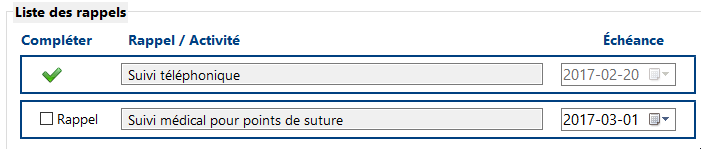 Liste des rappels
Compléter Rappel / Activité Échéance
Suivi téléphonique 2017-02-20
Rappel Suivi médical pour points de suture 2017-03-01